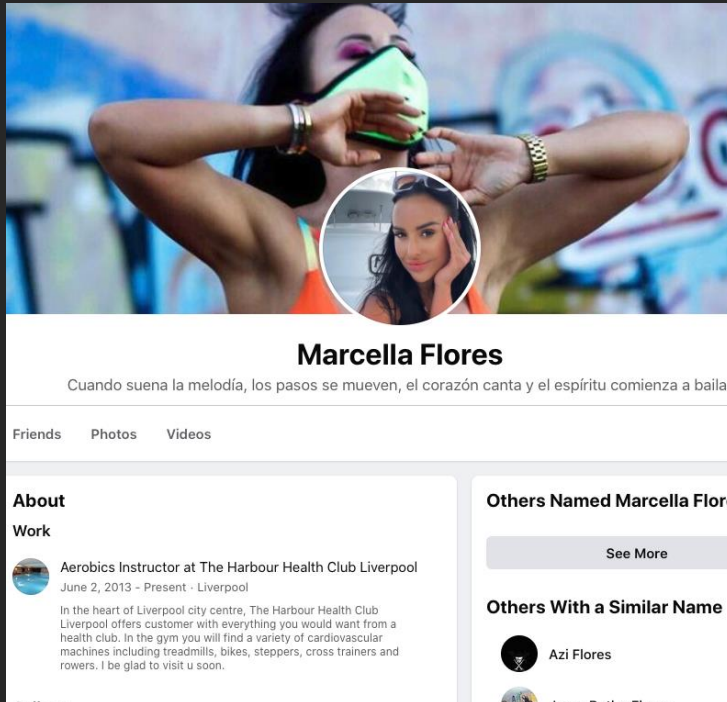 Marcella Flores
Cuando suena la melodía, los pasos se mueven, el corazón canta y el espíritu comienza a baila
Friends Photos Videos
About
Work
Aerobics Instructor at The Harbour Health Club Liverpool
June 2, 2013 - Present · Liverpool
In the heart of Liverpool city centre, The Harbour Health Club
Liverpool offers customer with everything you would want from a
health club. In the gym you will find a variety of cardiovascular
machines including treadmills, bikes, steppers, cross trainers and
rowers. I be glad to visit u soon.
Others Named Marcella Flor
See More
Others With a Similar Name
Azi Flores